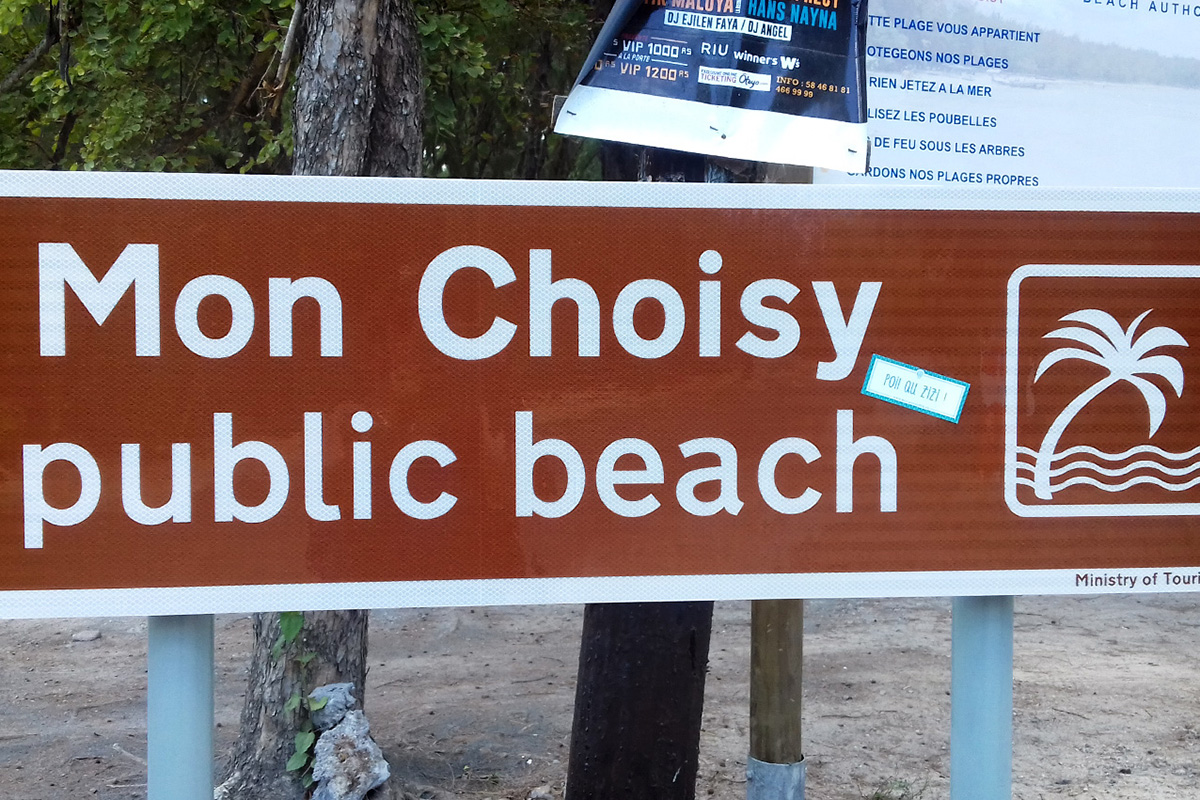 HANS NAYNA
DJ EJILEN FAYA / DJ ANGEL
VIP 1000 RS
A LA PORTE
VIP 1200 RS
RIU winners W's
TICKETING Otayo
INFO : 58 46 81 81
466 99 99
BEACH AUTHO
TTE PLAGE VOUS APPARTIENT
OTEGEONS NOS PLAGES
RIEN JETEZ A LA MER
LISEZ LES POUBELLES
DE FEU SOUS LES ARBRES
ARDONS NOS PLAGES PROPRES
Mon Choisy
public beach
POII QU ZIZI !
Ministry of Touri